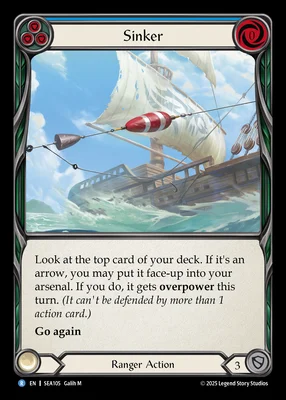 Sinker
0
Look at the top card of your deck. If it's an
arrow, you may put it face-up into your
arsenal. If you do, it gets overpower this
turn. (It can't be defended by more than 1
action card.)
Go again
Ranger Action
3
R EN | SEA105 Galih M
© 2025 Legend Story Studios